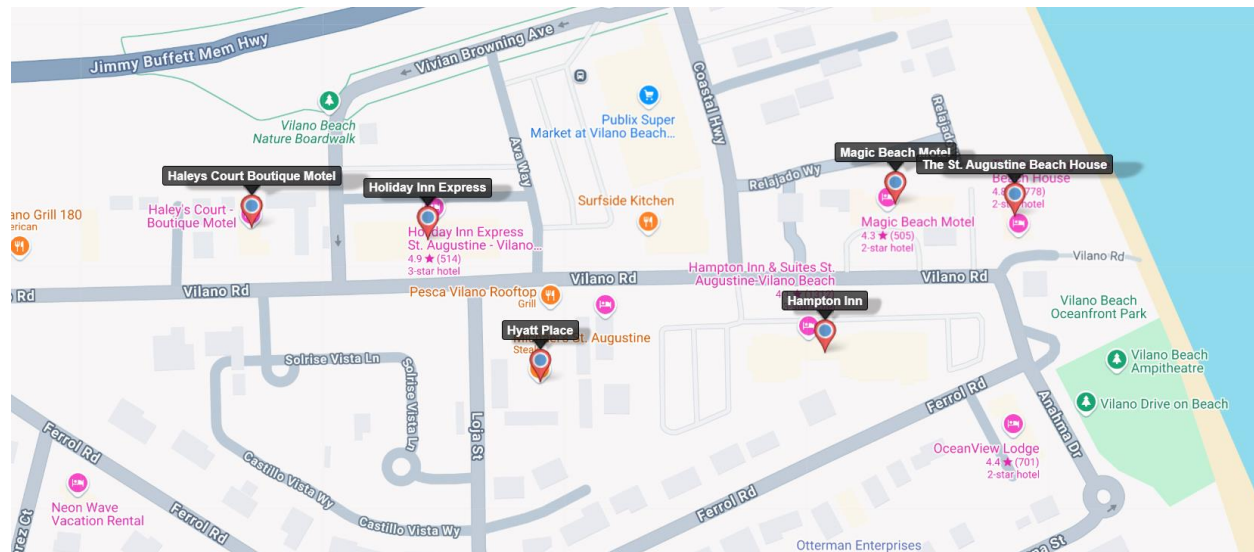 Jimmy Buffett Mem Hwy
Vivian Browning Ave
Coastal Hwy
Publix Super
Market at Vilano Beach...
Vilano Beach
Nature Boardwalk
Ava Way
Relajado
Magic Beach Motel
The St. Augustine Beach House
Haleys Court Boutique Motel
Holiday Inn Express
Relajado Wy
Beach House
(778)
2-star hotel
Surfside Kitchen
ano Grill 180
erican
Haley's Court -
Boutique Motel
Holiday Inn Express
St. Augustine - Vilano...
4.9 ★ (514)
3-star hotel
Magic Beach Motel
4.3 ★ (505)
2-star hotel
Vilano Rd
Vilano Rd
Vilano Rd
Hampton Inn & Suites St.
Augustine-Vilano Beach
Rd
Vilano Rd
Pesca Vilano Rooftop
Grill
Hampton Inn
Vilano Beach
Oceanfront Park
Hyatt Place
St. Augustine
Solrise Vista Ln
Solrise Vista Ln
Loja St
Vilano Beach
Ampitheatre
Ferrol Rd
Anahma Dr
Vilano Drive on Beach
Ferrol Rd
OceanView Lodge
4.4 ★ (701)
2-star hotel
Castillo Vista Wy
Neon Wave
Vacation Rental
Ferrol Rd
Ferrol Rd
Castillo Vista Wy
rez Ct
Otterman Enterprises
St